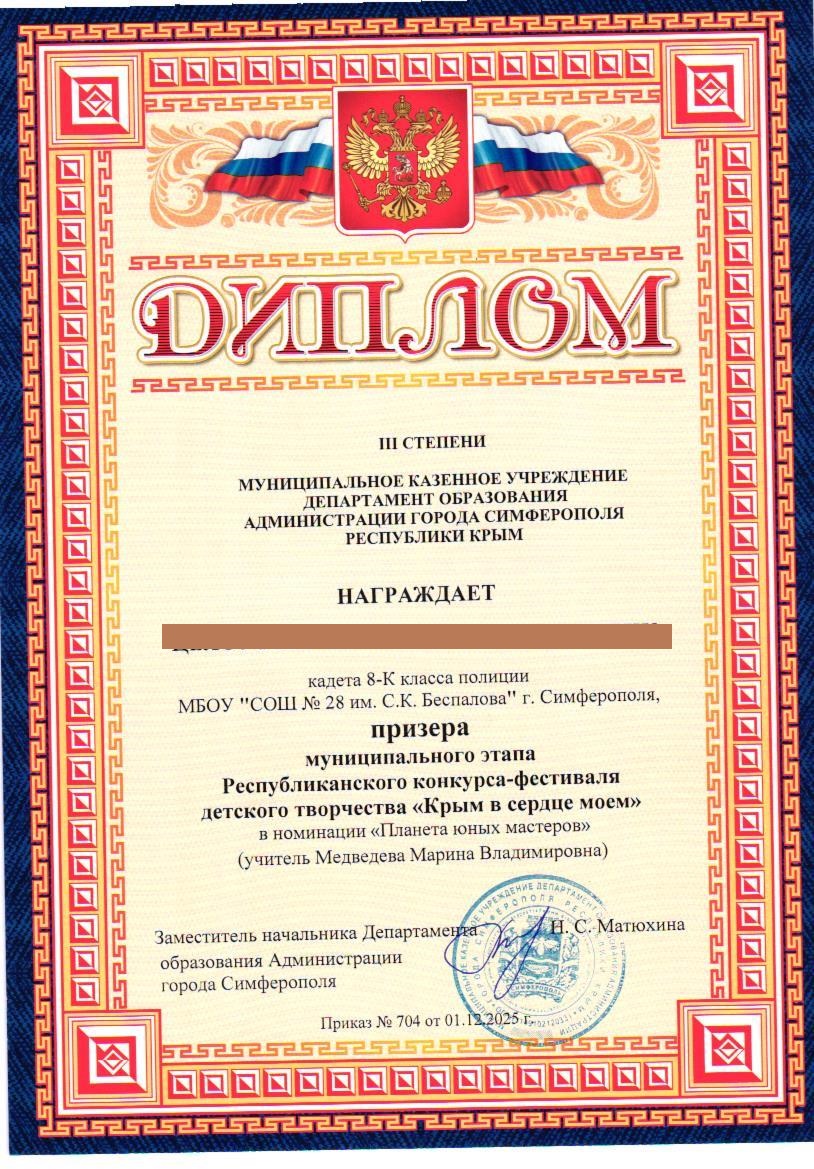 ДИПЛОМ
III СТЕПЕНИ
МУНИЦИПАЛЬНОЕ КАЗЕННОЕ УЧРЕЖДЕНИЕ
ДЕПАРТАМЕНТ ОБРАЗОВАНИЯ
АДМИНИСТРАЦИИ ГОРОДА СИМФЕРОПОЛЯ
РЕСПУБЛИКИ КРЫМ
НАГРАЖДАЕТ
кадета 8-К класса полиции
МБОУ "СОШ № 28 им. С.К. Беспалова" г. Симферополя,
призера
муниципального этапа
Республиканского конкурса-фестиваля
детского творчества «Крым в сердце моем»
в номинации «Планета юных мастеров»
(учитель Медведева Марина Владимировна)
Заместитель начальника Департамента Н. С. Матюхина
образования Администрации
города Симферополя
Приказ № 704 от 01.12.2025 г.
СИМФЕРОПОЛЬ